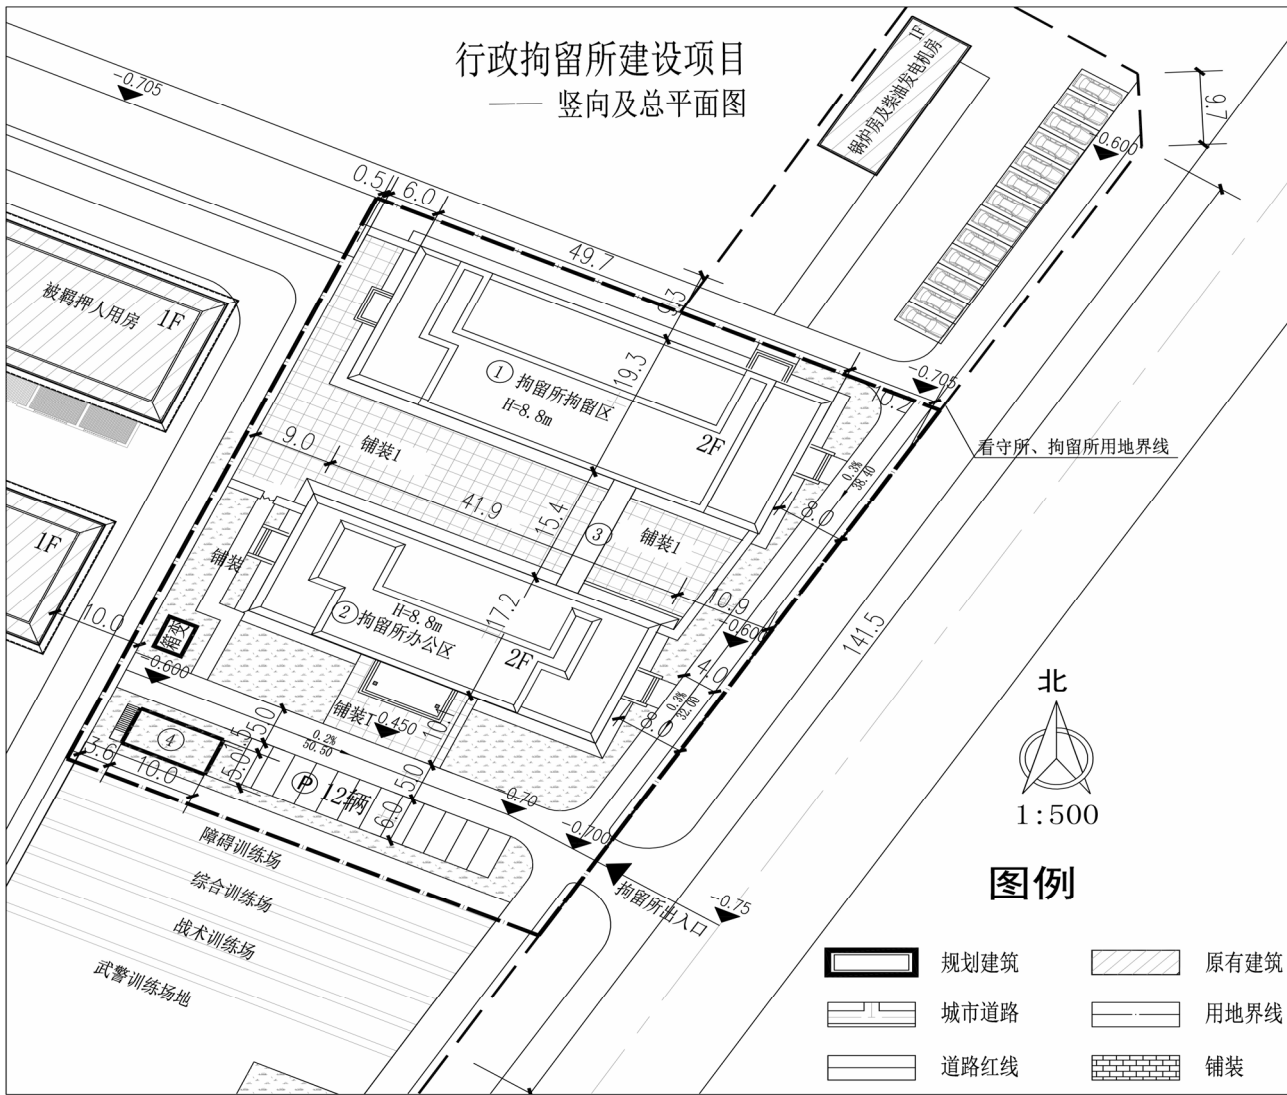 行政拘留所建设项目
—— 竖向及总平面图
-0.705
1F
锅炉房及柴油发电机房
9.7
-0.600
0.5
6.0
49.7
9.3
被羁押人用房
1F
19.3
① 拘留所拘留区
H=8.8m
2F
-0.705
10.2
看守所、拘留所用地界线
9.0
铺装1
41.9
15.4
③
铺装1
0.3%
38.40
8.0
1F
铺装
10.0
箱变
-0.600
17.2
H=8.8m
② 拘留所办公区
2F
10.9
-0.600
4.0
141.5
0.3%
32.00
8.0
铺装1
-0.450
0.2%
50.50
3.6
④
10.0
1.5
5.0
5.0
P 12辆
6.0
5.0
-0.70
-0.700
障碍训练场
综合训练场
战术训练场
武警训练场地
拘留所出入口
-0.75
北
1:500
图例
规划建筑
原有建筑
城市道路
用地界线
道路红线
铺装